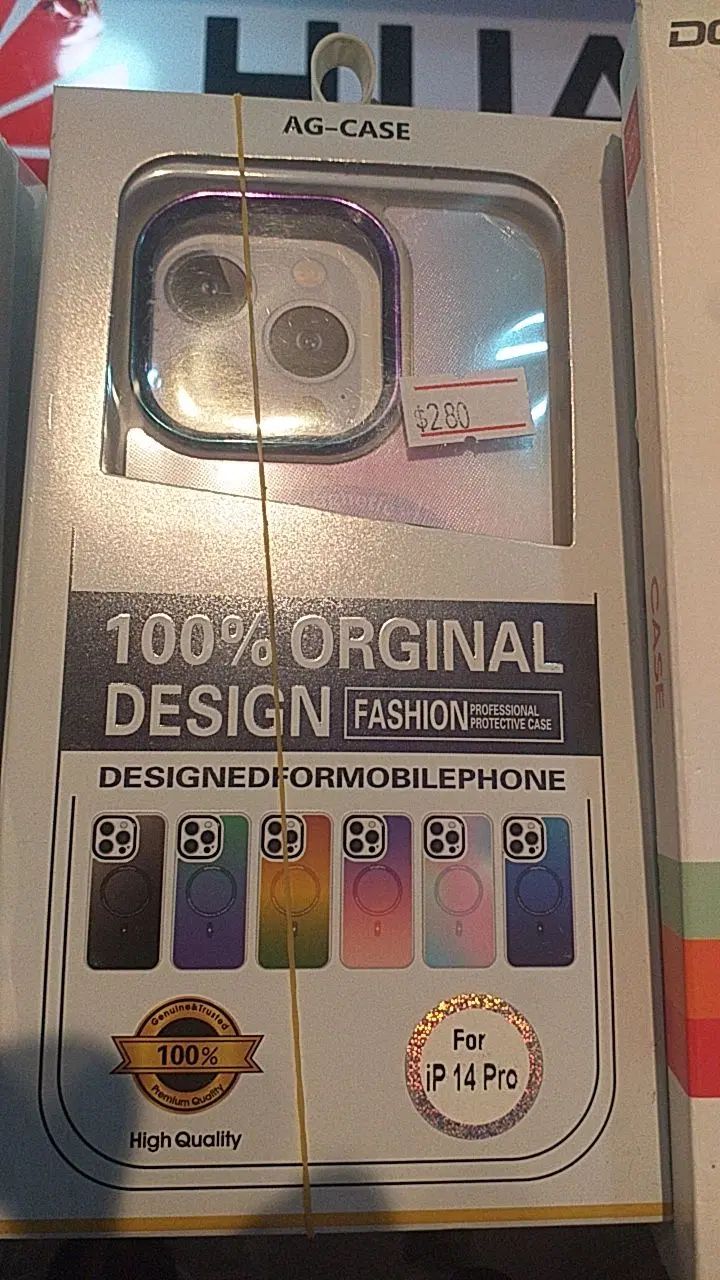 AG-CASE
$280
100% ORGINAL
DESIGN
FASHION
PROFESSIONAL
PROTECTIVE CASE
DESIGNEDFORMOBILEPHONE
Genuine&Trusted
100%
Premium Quality
High Quality
For
iP 14 Pro
CASE